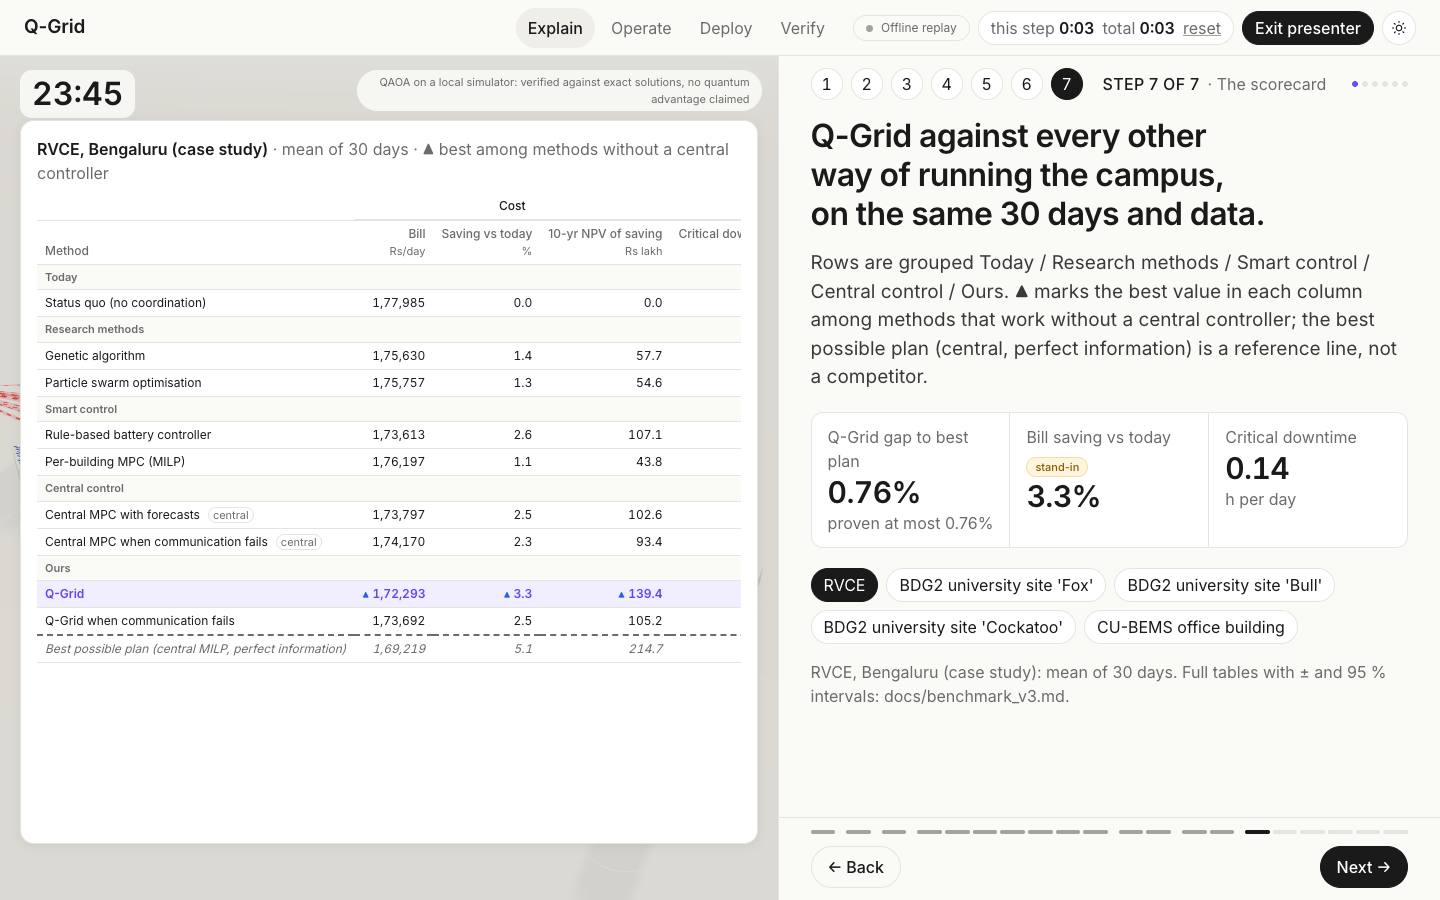 Q-Grid
Explain Operate Deploy Verify
Offline replay
this step 0:03 total 0:03 reset
Exit presenter
23:45
QAOA on a local simulator: verified against exact solutions, no quantum
advantage claimed
RVCE, Bengaluru (case study) · mean of 30 days · ▲ best among methods without a central
controller
Cost
Method Bill Rs/day Saving vs today % 10-yr NPV of saving Rs lakh Critical dow
Today
Status quo (no coordination) 1,77,985 0.0 0.0
Research methods
Genetic algorithm 1,75,630 1.4 57.7
Particle swarm optimisation 1,75,757 1.3 54.6
Smart control
Rule-based battery controller 1,73,613 2.6 107.1
Per-building MPC (MILP) 1,76,197 1.1 43.8
Central control
Central MPC with forecasts central 1,73,797 2.5 102.6
Central MPC when communication fails central 1,74,170 2.3 93.4
Ours
Q-Grid ▲ 1,72,293 ▲ 3.3 ▲ 139.4
Q-Grid when communication fails 1,73,692 2.5 105.2
Best possible plan (central MILP, perfect information) 1,69,219 5.1 214.7
1 2 3 4 5 6 7 STEP 7 OF 7 · The scorecard
Q-Grid against every other
way of running the campus,
on the same 30 days and data.
Rows are grouped Today / Research methods / Smart control /
Central control / Ours. ▲ marks the best value in each column
among methods that work without a central controller; the best
possible plan (central, perfect information) is a reference line, not
a competitor.
Q-Grid gap to best
plan
0.76%
proven at most 0.76%
Bill saving vs today
stand-in
3.3%
Critical downtime
0.14
h per day
RVCE BDG2 university site 'Fox' BDG2 university site 'Bull'
BDG2 university site 'Cockatoo' CU-BEMS office building
RVCE, Bengaluru (case study): mean of 30 days. Full tables with ± and 95 %
intervals: docs/benchmark_v3.md.
← Back Next →